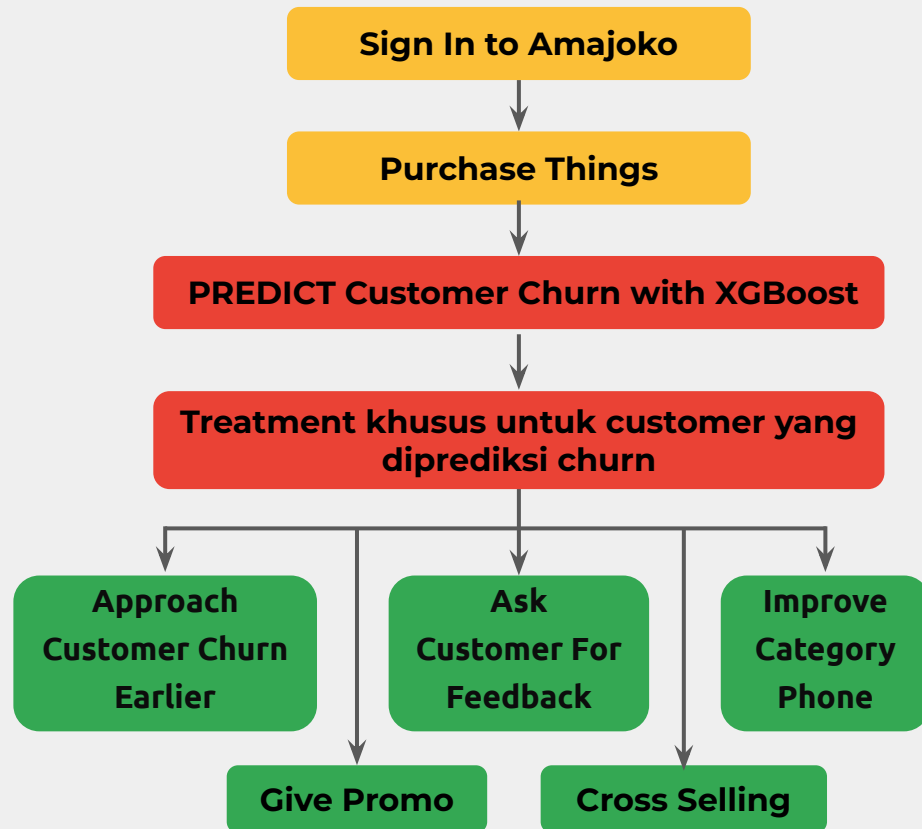 Sign In to Amajoko
Purchase Things
PREDICT Customer Churn with XGBoost
Treatment khusus untuk customer yang
diprediksi churn
Approach
Customer Churn
Earlier
Ask
Customer For
Feedback
Improve
Category
Phone
Give Promo
Cross Selling